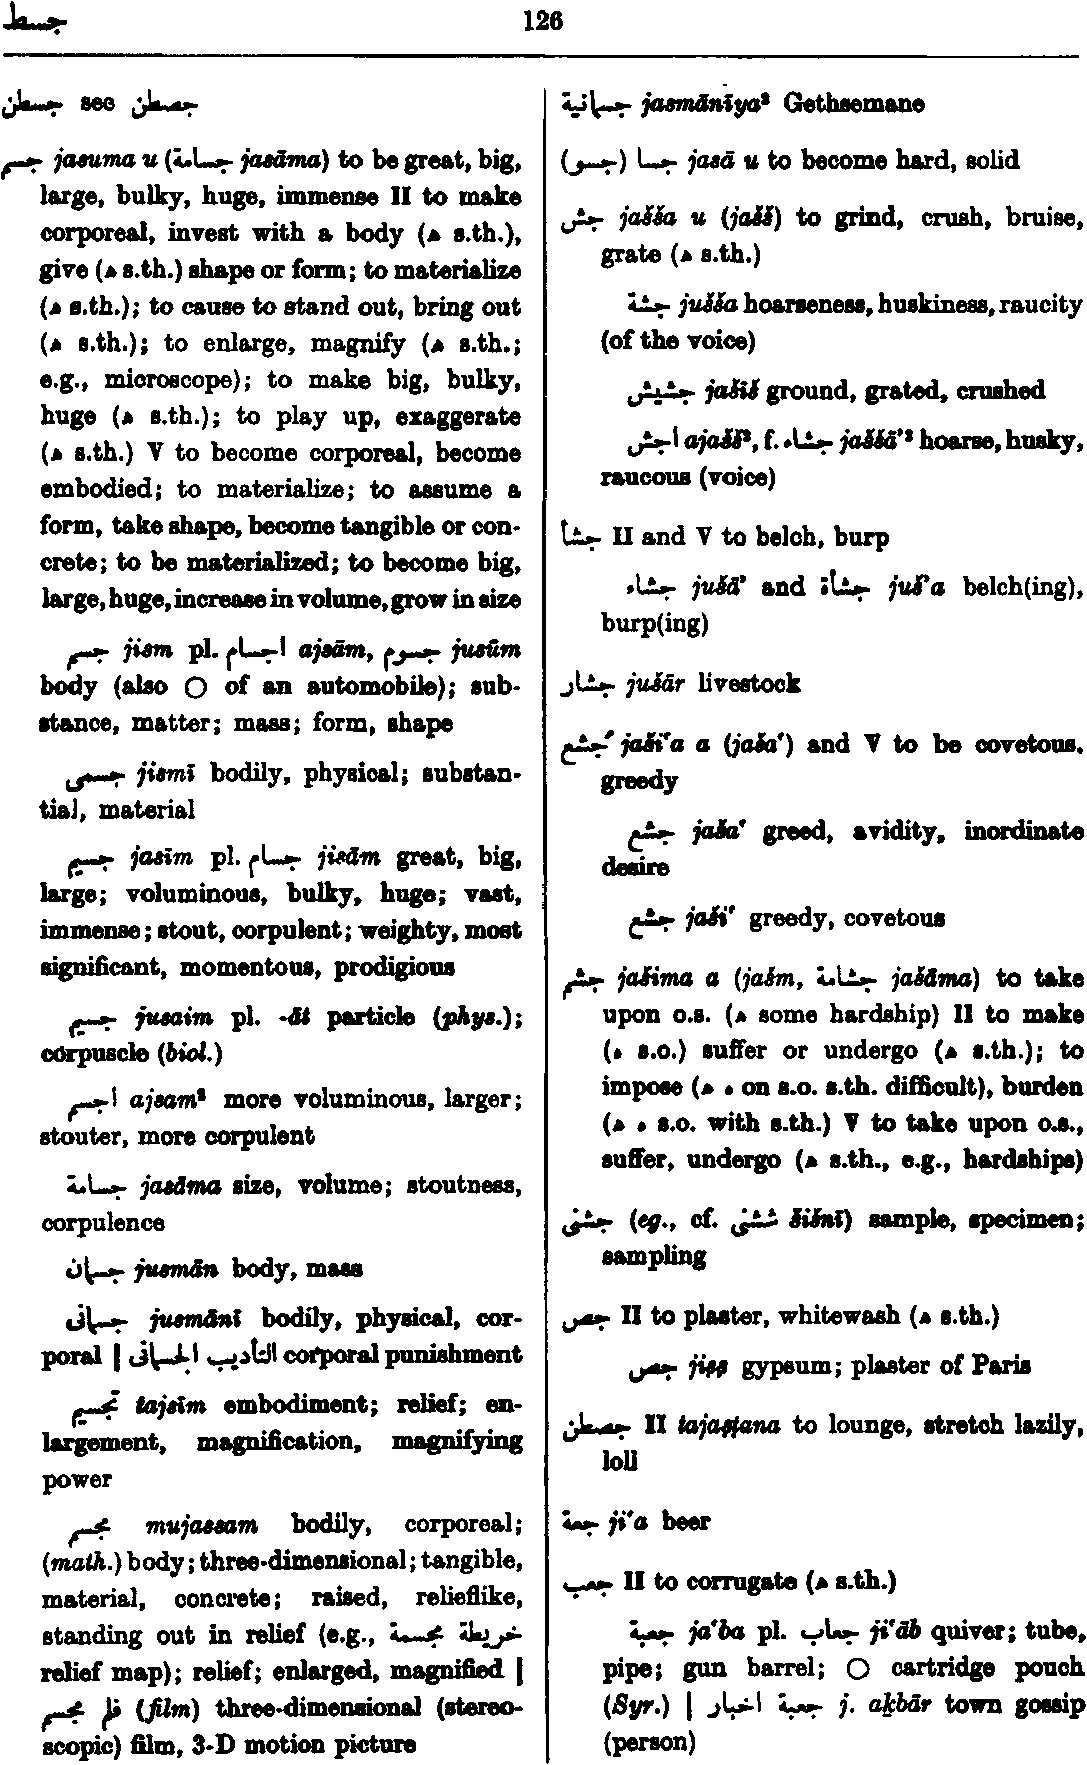 جسط
126
جسطن see جصطن
جسم jasuma u (جسامة jasāma) to be great, big,
large, bulky, huge, immense II to make
corporeal, invest with a body (ه s.th.),
give (ه s.th.) shape or form; to materialize
(ه s.th.); to cause to stand out, bring out
(ه s.th.); to enlarge, magnify (ه s.th.;
e.g., microscope); to make big, bulky,
huge (ه s.th.); to play up, exaggerate
(ه s.th.) V to become corporeal, become
embodied; to materialize; to assume a
form, take shape, become tangible or con-
crete; to be materialized; to become big,
large, huge, increase in volume, grow in size
جسم jism pl. اجسام ajsām, جسوم jusūm
body (also ○ of an automobile); sub-
stance, matter; mass; form, shape
جسمى jismī bodily, physical; substan-
tial, material
جسيم jasīm pl. جسام jisām great, big,
large; voluminous, bulky, huge; vast,
immense; stout, corpulent; weighty, most
significant, momentous, prodigious
جسيم jusaim pl. -āt particle (phys.);
corpuscle (biol.)
اجسم ajsam² more voluminous, larger;
stouter, more corpulent
جسامة jasāma size, volume; stoutness,
corpulence
جسمان jusmān body, mass
جسمانى jusmānī bodily, physical, cor-
poral | التأديب الجسمانى corporal punishment
تجسيم tajsīm embodiment; relief; en-
largement, magnification, magnifying
power
مجسم mujassam bodily, corporeal;
(math.) body; three-dimensional; tangible,
material, concrete; raised, relieflike,
standing out in relief (e.g., خريطة مجسمة
relief map); relief; enlarged, magnified |
فلم مجسم (film) three-dimensional (stereo-
scopic) film, 3-D motion picture
جسمانية jasmānīya² Gethsemane
(جسو) جسا jasā u to become hard, solid
جش jašša u (jašš) to grind, crush, bruise,
grate (ه s.th.)
جشة jušša hoarseness, huskiness, raucity
(of the voice)
جشيش jašiš ground, grated, crushed
اجش ajašš², f. جشاء jaššā'² hoarse, husky,
raucous (voice)
جشأ II and V to belch, burp
جشاء jušā' and جشأة juš'a belch(ing),
burp(ing)
جشار jušār livestock
جَشِع jaši‘a a (jaša‘) and V to be covetous,
greedy
جشع jaša‘ greed, avidity, inordinate
desire
جشع jaši‘ greedy, covetous
جشم jašima a (jašm, جشامة jašāma) to take
upon o.s. (ه some hardship) II to make
(ه s.o.) suffer or undergo (ه s.th.); to
impose (ه ه on s.o. s.th. difficult), burden
(ه ه s.o. with s.th.) V to take upon o.s.,
suffer, undergo (ه s.th., e.g., hardships)
جشنى (eg., cf. ششنى šišnī) sample, specimen;
sampling
جص II to plaster, whitewash (ه s.th.)
جص jiṣṣ gypsum; plaster of Paris
جصطن II tajaṣṭana to lounge, stretch lazily,
loll
جعة ji‘a beer
جعب II to corrugate (ه s.th.)
جعبة ja‘ba pl. جعاب ji‘āb quiver; tube,
pipe; gun barrel; ○ cartridge pouch
(Syr.) | جعبة اخبار j. aḵbār town gossip
(person)